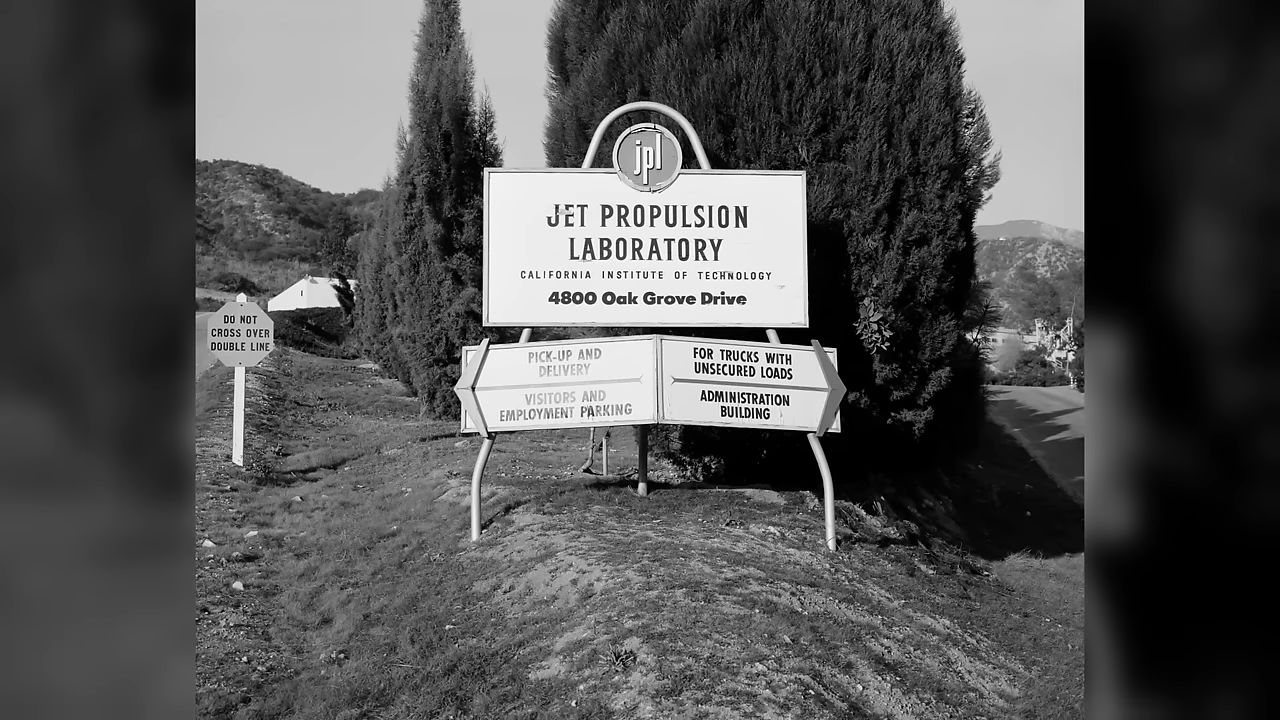 jpl
JET PROPULSION
LABORATORY
CALIFORNIA INSTITUTE OF TECHNOLOGY
4800 Oak Grove Drive
DO NOT
CROSS OVER
DOUBLE LINE
PICK-UP AND
DELIVERY
VISITORS AND
EMPLOYMENT PARKING
FOR TRUCKS WITH
UNSECURED LOADS
ADMINISTRATION
BUILDING